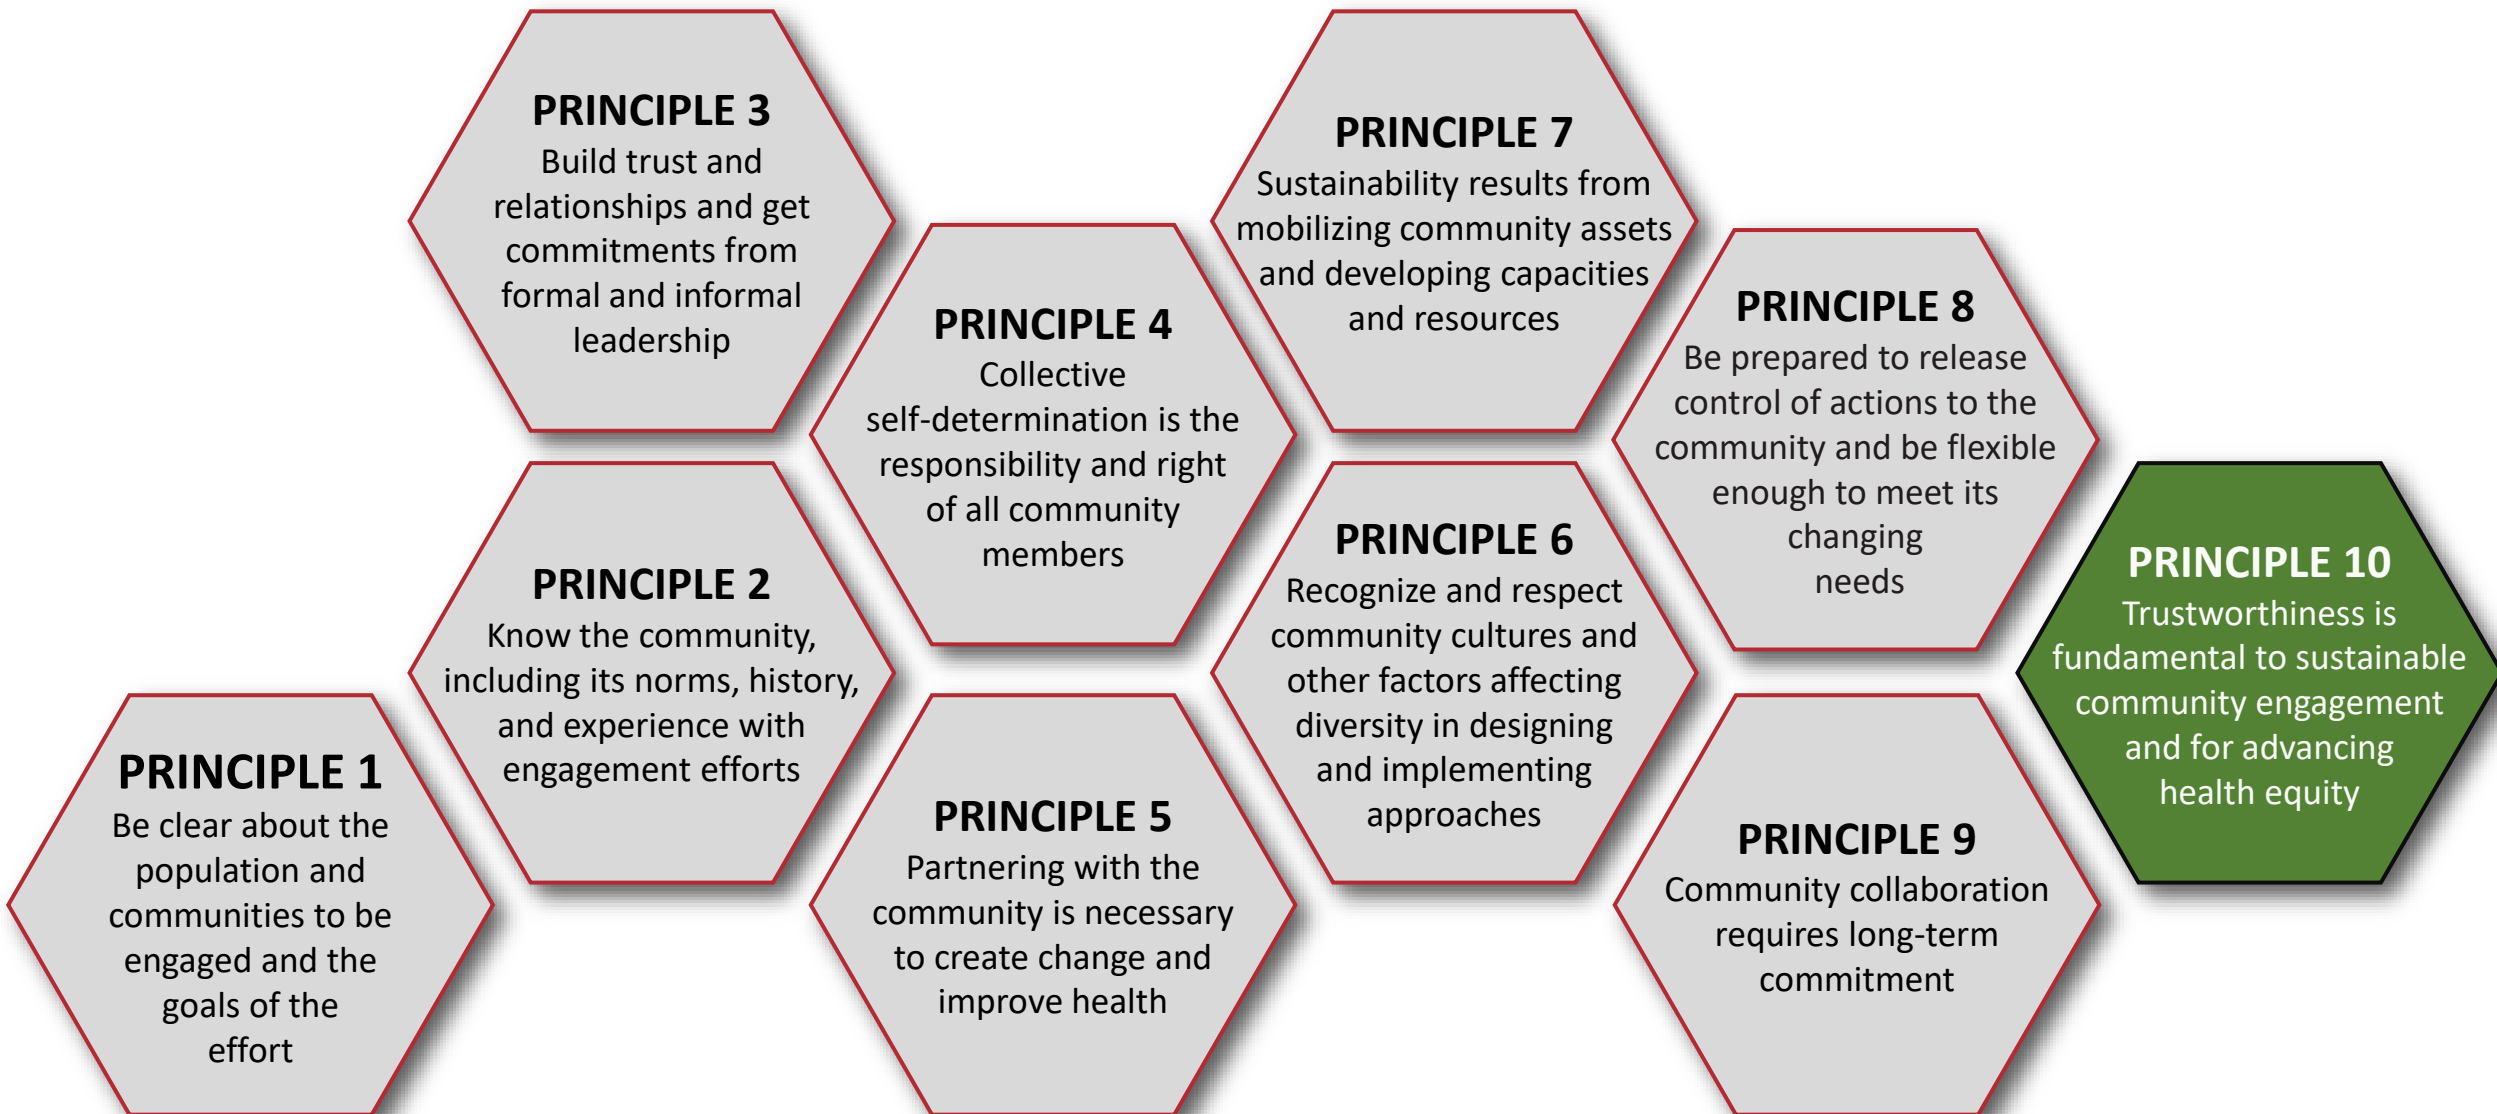 PRINCIPLE 1
Be clear about the
population and
communities to be
engaged and the
goals of the
effort
PRINCIPLE 2
Know the community,
including its norms, history,
and experience with
engagement efforts
PRINCIPLE 3
Build trust and
relationships and get
commitments from
formal and informal
leadership
PRINCIPLE 4
Collective
self-determination is the
responsibility and right
of all community
members
PRINCIPLE 5
Partnering with the
community is necessary
to create change and
improve health
PRINCIPLE 6
Recognize and respect
community cultures and
other factors affecting
diversity in designing
and implementing
approaches
PRINCIPLE 7
Sustainability results from
mobilizing community assets
and developing capacities
and resources
PRINCIPLE 8
Be prepared to release
control of actions to the
community and be flexible
enough to meet its
changing
needs
PRINCIPLE 9
Community collaboration
requires long-term
commitment
PRINCIPLE 10
Trustworthiness is
fundamental to sustainable
community engagement
and for advancing
health equity